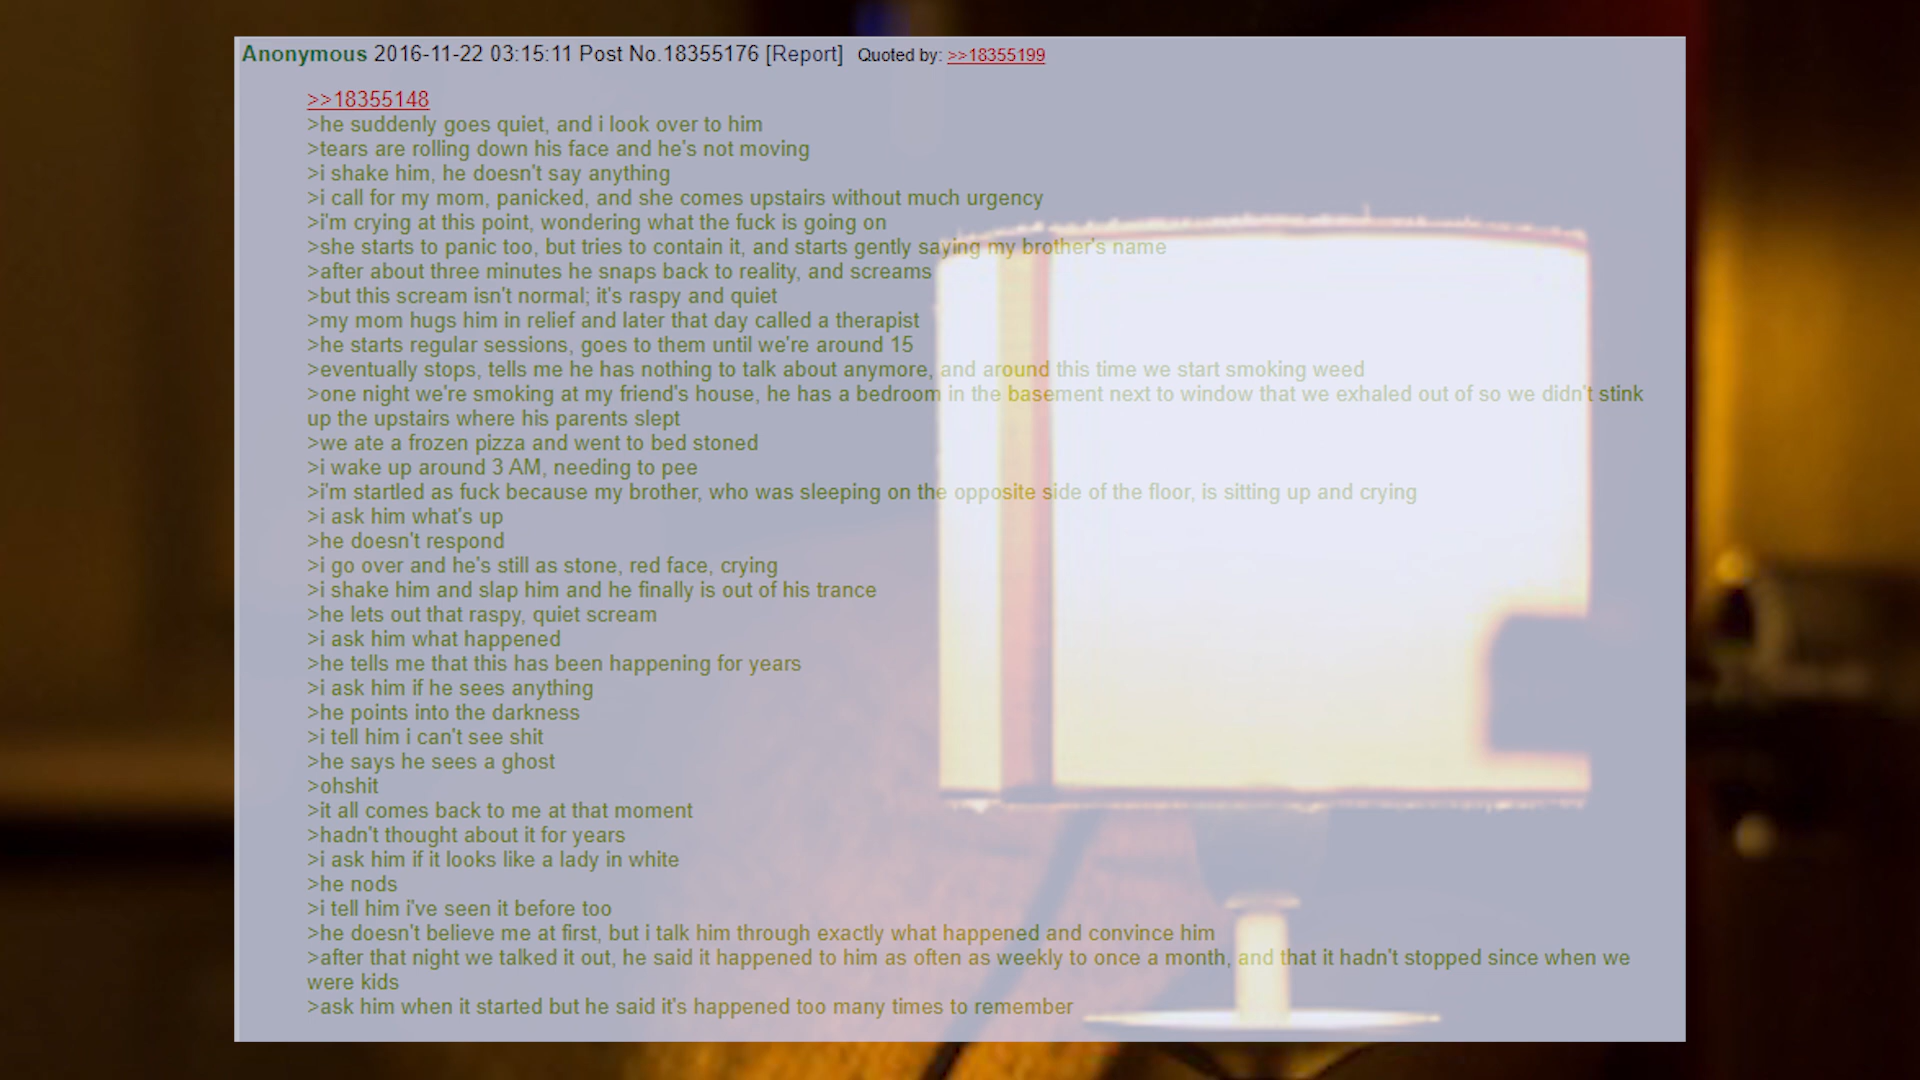 Anonymous 2016-11-22 03:15:11 Post No.18355176 [Report] Quoted by: >>18355199
>>18355148
>he suddenly goes quiet, and i look over to him
>tears are rolling down his face and he's not moving
>i shake him, he doesn't say anything
>i call for my mom, panicked, and she comes upstairs without much urgency
>i'm crying at this point, wondering what the fuck is going on
>she starts to panic too, but tries to contain it, and starts gently saying my brother's name
>after about three minutes he snaps back to reality, and screams
>but this scream isn't normal; it's raspy and quiet
>my mom hugs him in relief and later that day called a therapist
>he starts regular sessions, goes to them until we're around 15
>eventually stops, tells me he has nothing to talk about anymore, and around this time we start smoking weed
>one night we're smoking at my friend's house, he has a bedroom in the basement next to window that we exhaled out of so we didn't stink
up the upstairs where his parents slept
>we ate a frozen pizza and went to bed stoned
>i wake up around 3 AM, needing to pee
>i'm startled as fuck because my brother, who was sleeping on the opposite side of the floor, is sitting up and crying
>i ask him what's up
>he doesn't respond
>i go over and he's still as stone, red face, crying
>i shake him and slap him and he finally is out of his trance
>he lets out that raspy, quiet scream
>i ask him what happened
>he tells me that this has been happening for years
>i ask him if he sees anything
>he points into the darkness
>i tell him i can't see shit
>he says he sees a ghost
>ohshit
>it all comes back to me at that moment
>hadn't thought about it for years
>i ask him if it looks like a lady in white
>he nods
>i tell him i've seen it before too
>he doesn't believe me at first, but i talk him through exactly what happened and convince him
>after that night we talked it out, he said it happened to him as often as weekly to once a month, and that it hadn't stopped since when we
were kids
>ask him when it started but he said it's happened too many times to remember